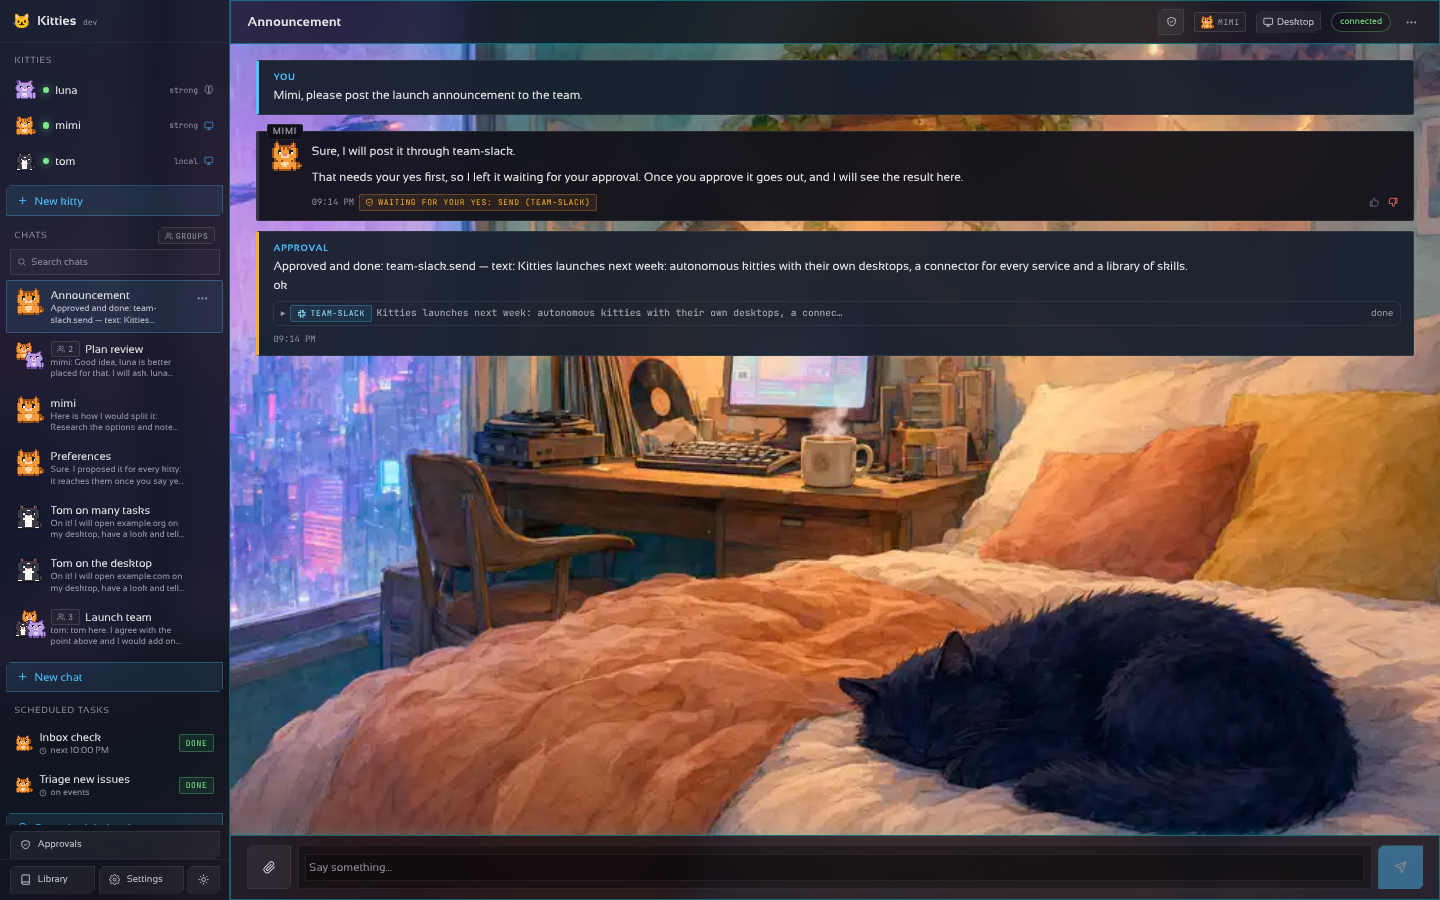 Kitties dev
KITTIES
luna strong
mimi strong
tom local
+ New kitty
CHATS GROUPS
Search chats
Announcement
Approved and done: team-
slack.send — text: Kitties...
2 Plan review
mimi: Good idea, luna is better
placed for that. I will ask. luna...
mimi
Here is how I would split it:
Research the options and note...
Preferences
Sure. I proposed it for every kitty:
it reaches them once you say ye...
Tom on many tasks
On it! I will open example.org on
my desktop, have a look and tell...
Tom on the desktop
On it! I will open example.com on
my desktop, have a look and tell...
3 Launch team
tom: tom here. I agree with the
point above and I would add on...
+ New chat
SCHEDULED TASKS
Inbox check
next 10:00 PM
DONE
Triage new issues
on events
DONE
Approvals
Library
Settings
Announcement
MIMI
Desktop
connected
YOU
Mimi, please post the launch announcement to the team.
MIMI
Sure, I will post it through team-slack.
That needs your yes first, so I left it waiting for your approval. Once you approve it goes out, and I will see the result here.
09:14 PM WAITING FOR YOUR YES: SEND (TEAM-SLACK)
APPROVAL
Approved and done: team-slack.send — text: Kitties launches next week: autonomous kitties with their own desktops, a connector for every service and a library of skills.
ok
TEAM-SLACK Kitties launches next week: autonomous kitties with their own desktops, a connec… done
09:14 PM
Say something...